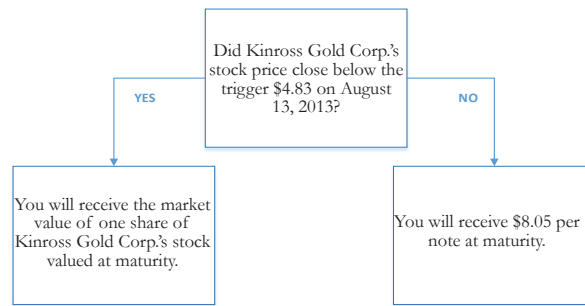 Did Kinross Gold Corp.'s
stock price close below the
trigger $4.83 on August
13, 2013?
YES
NO
You will receive the market
value of one share of
Kinross Gold Corp.'s stock
valued at maturity.
You will receive $8.05 per
note at maturity.